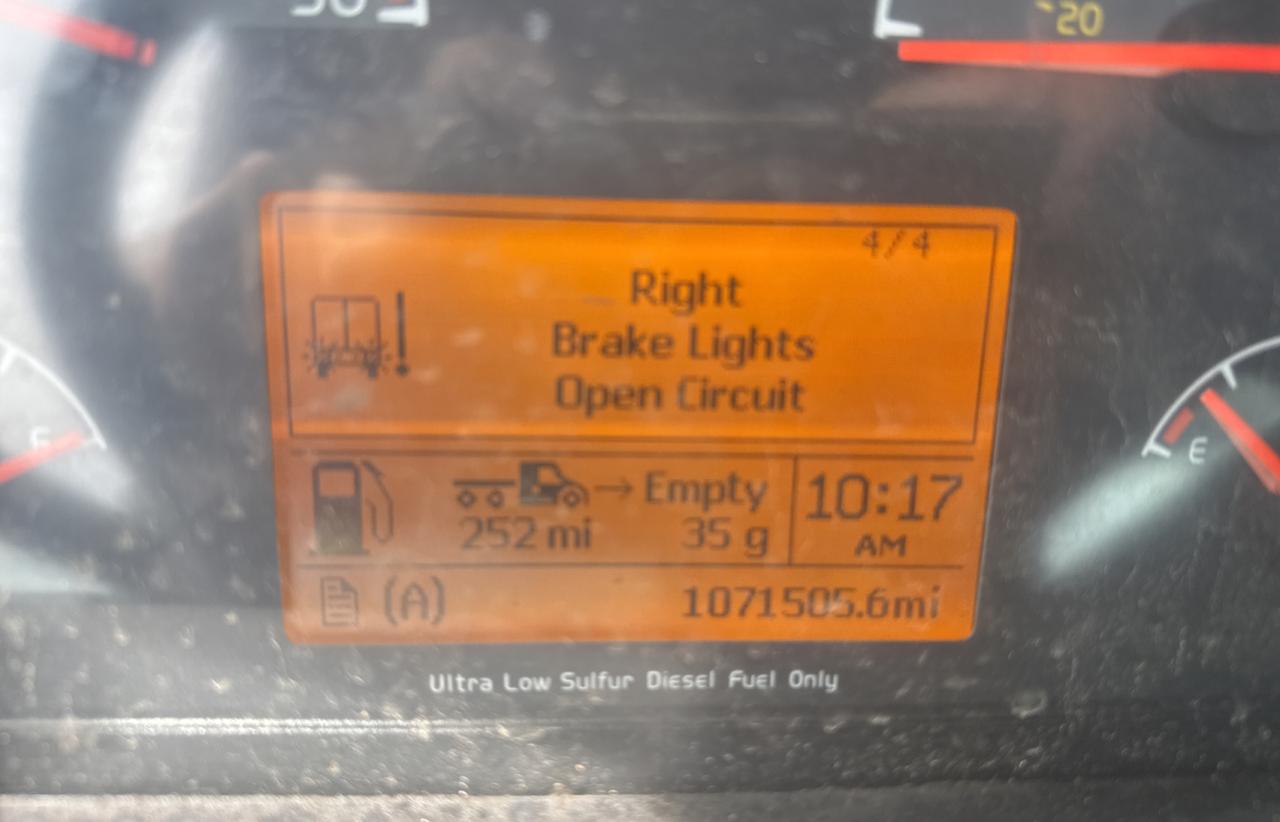 -20
4/4
Right
Brake Lights
Open Circuit
E
Empty
252 mi 35 g
10:17
AM
E
(A) 1071505.6mi
Ultra Low Sulfur Diesel Fuel Only